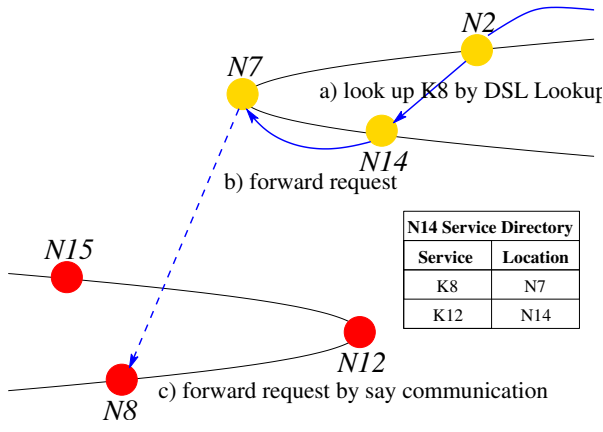 N2
N7
a) look up K8 by DSL Lookup
N14
b) forward request
N14 Service Directory
Service Location
K8 N7
K12 N14
N15
N12
c) forward request by say communication
N8